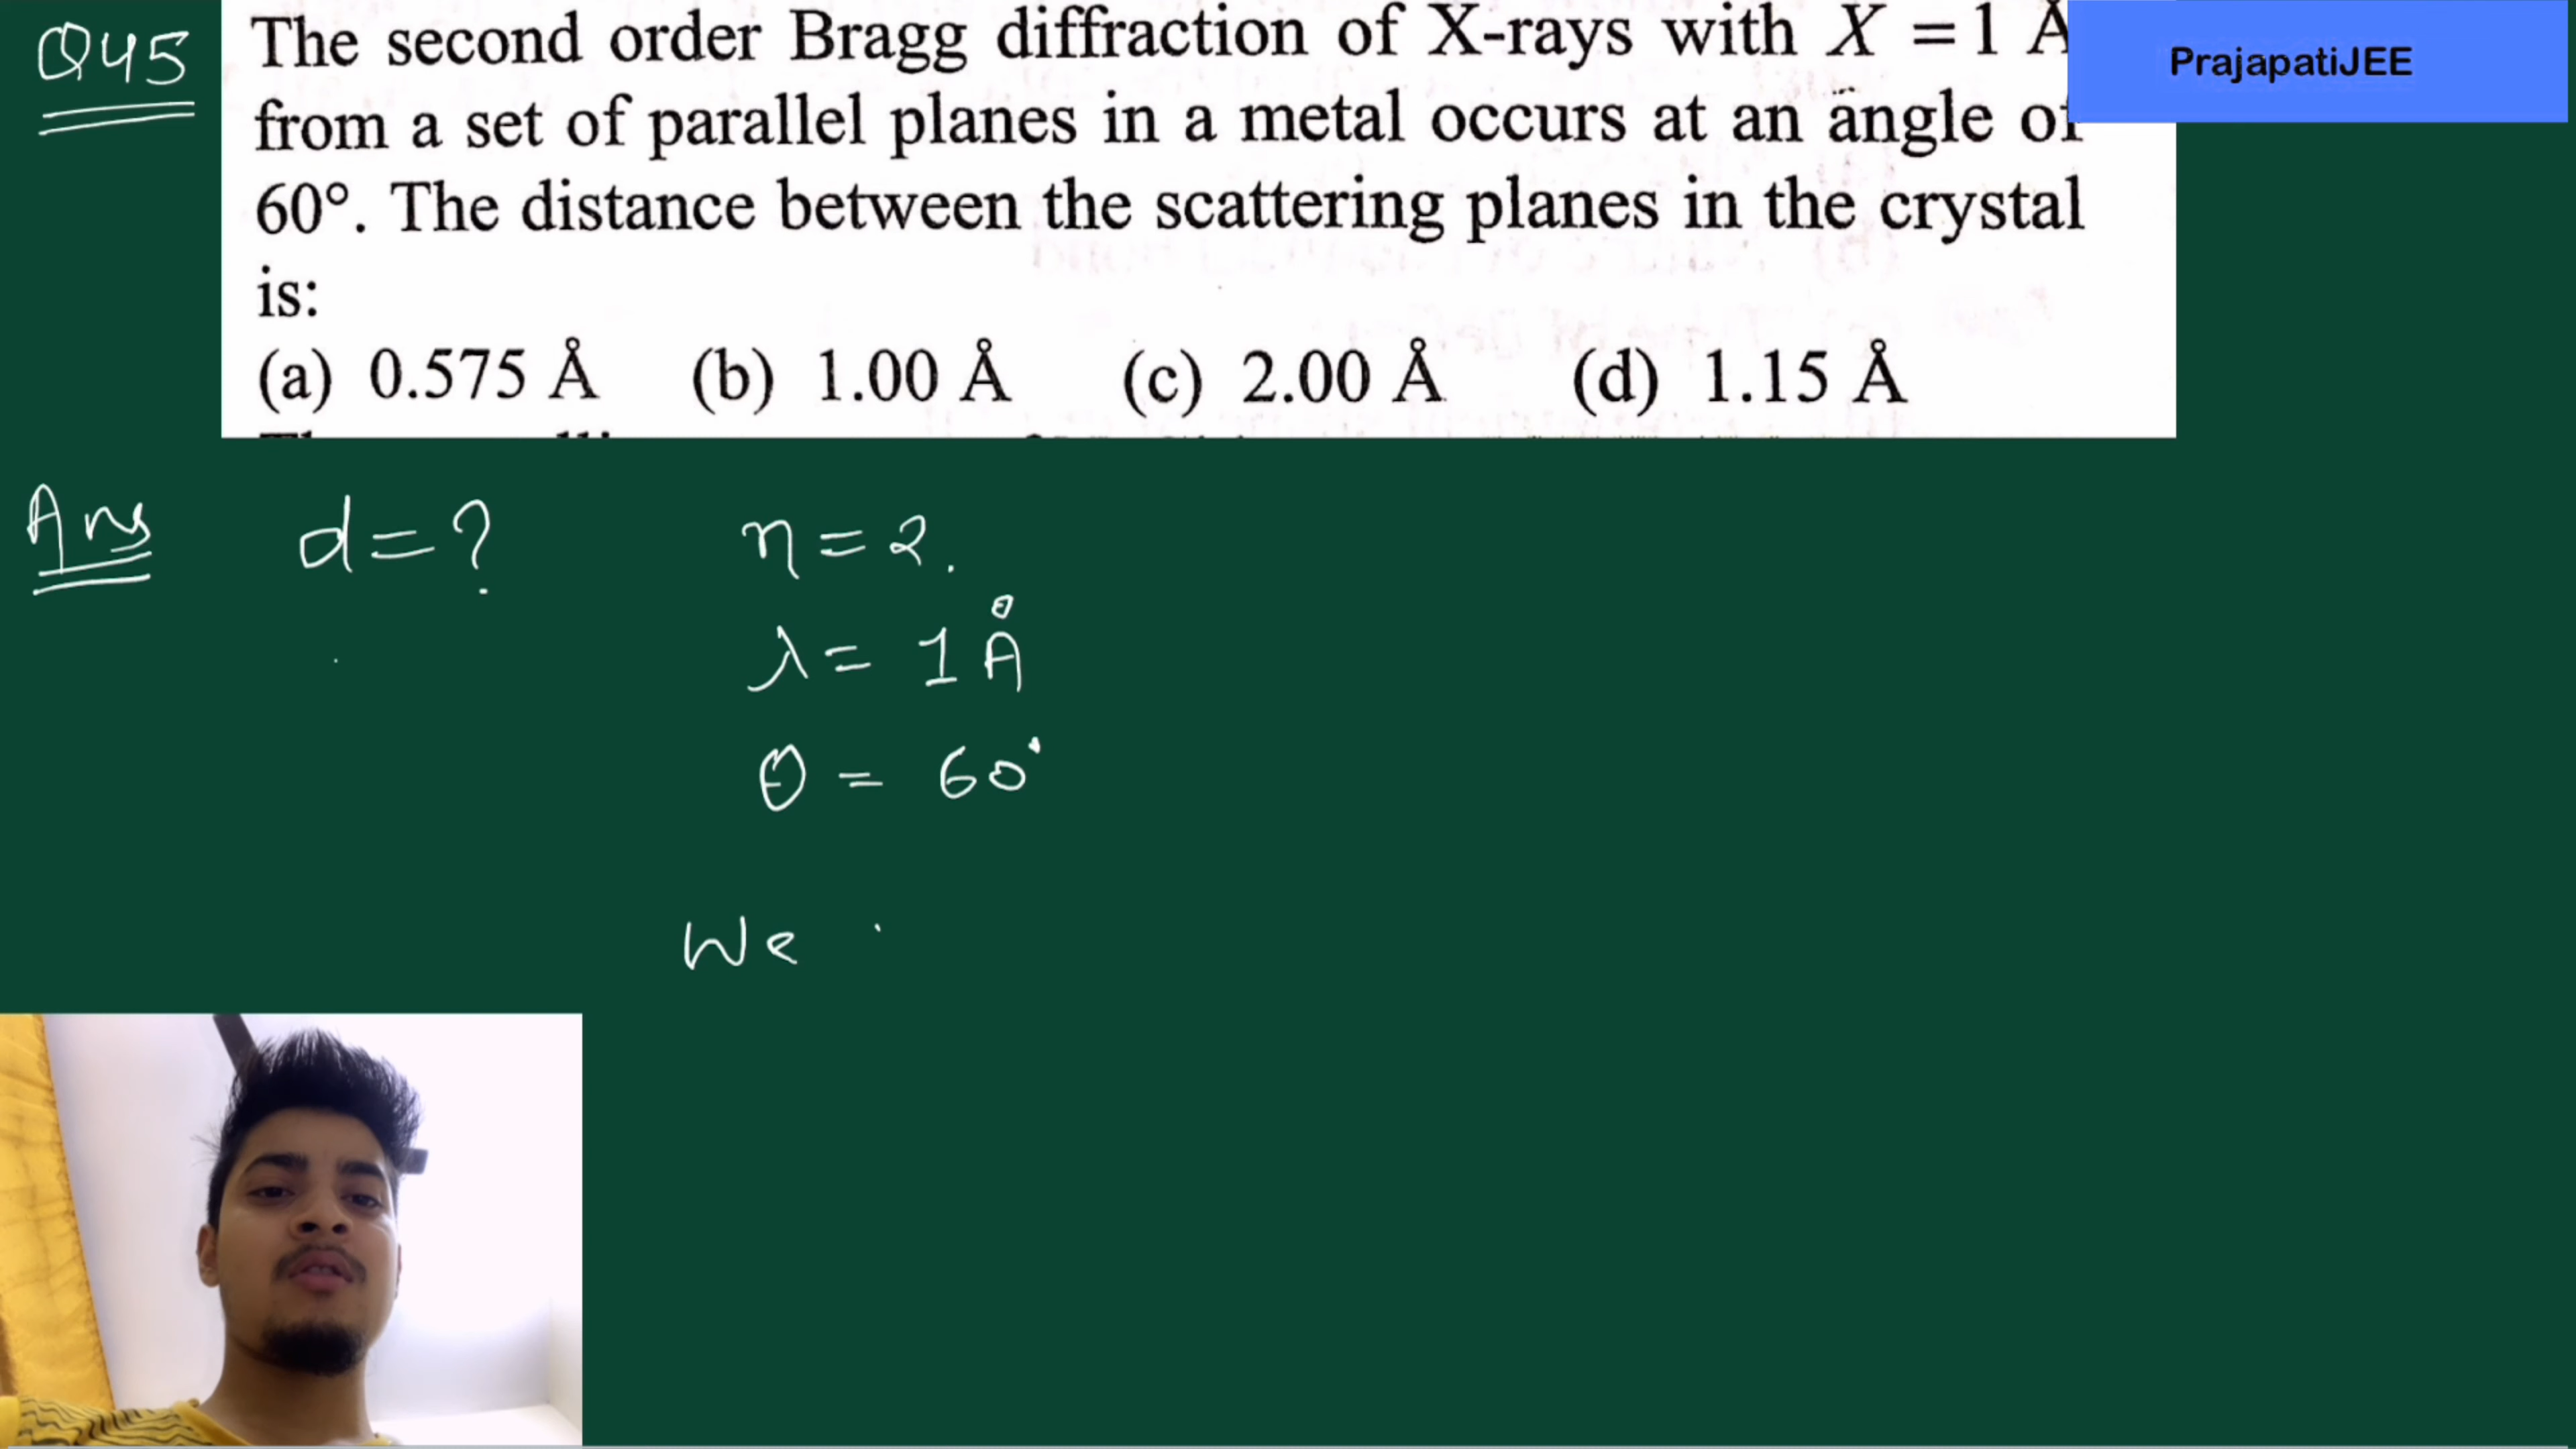 Q45
The second order Bragg diffraction of X-rays with X = 1 Å
PrajapatiJEE
from a set of parallel planes in a metal occurs at an angle of
60°. The distance between the scattering planes in the crystal
is:
(a) 0.575 Å (b) 1.00 Å (c) 2.00 Å (d) 1.15 Å
Ans d = ? n = 2.
λ = 1 Å
θ = 60°
We